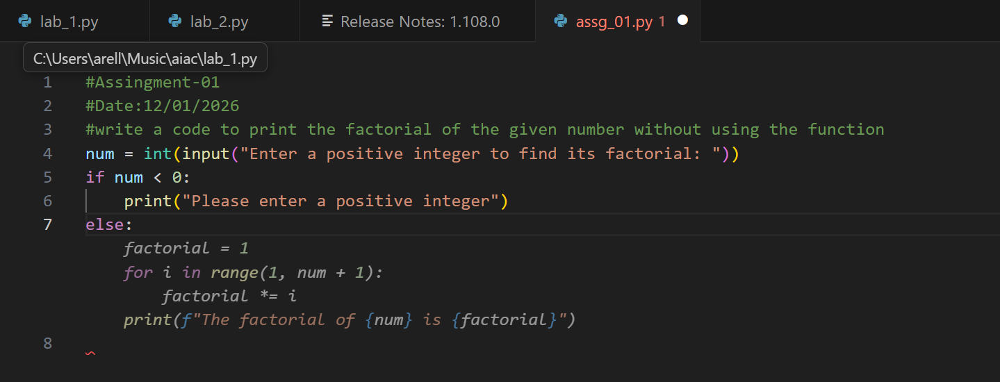 lab_1.py lab_2.py Release Notes: 1.108.0 assg_01.py 1
C:\Users\arell\Music\aiac\lab_1.py
1 #Assingment-01
2 #Date:12/01/2026
3 #write a code to print the factorial of the given number without using the function
4 num = int(input("Enter a positive integer to find its factorial: "))
5 if num < 0:
6     print("Please enter a positive integer")
7 else:
    factorial = 1
    for i in range(1, num + 1):
        factorial *= i
    print(f"The factorial of {num} is {factorial}")
8